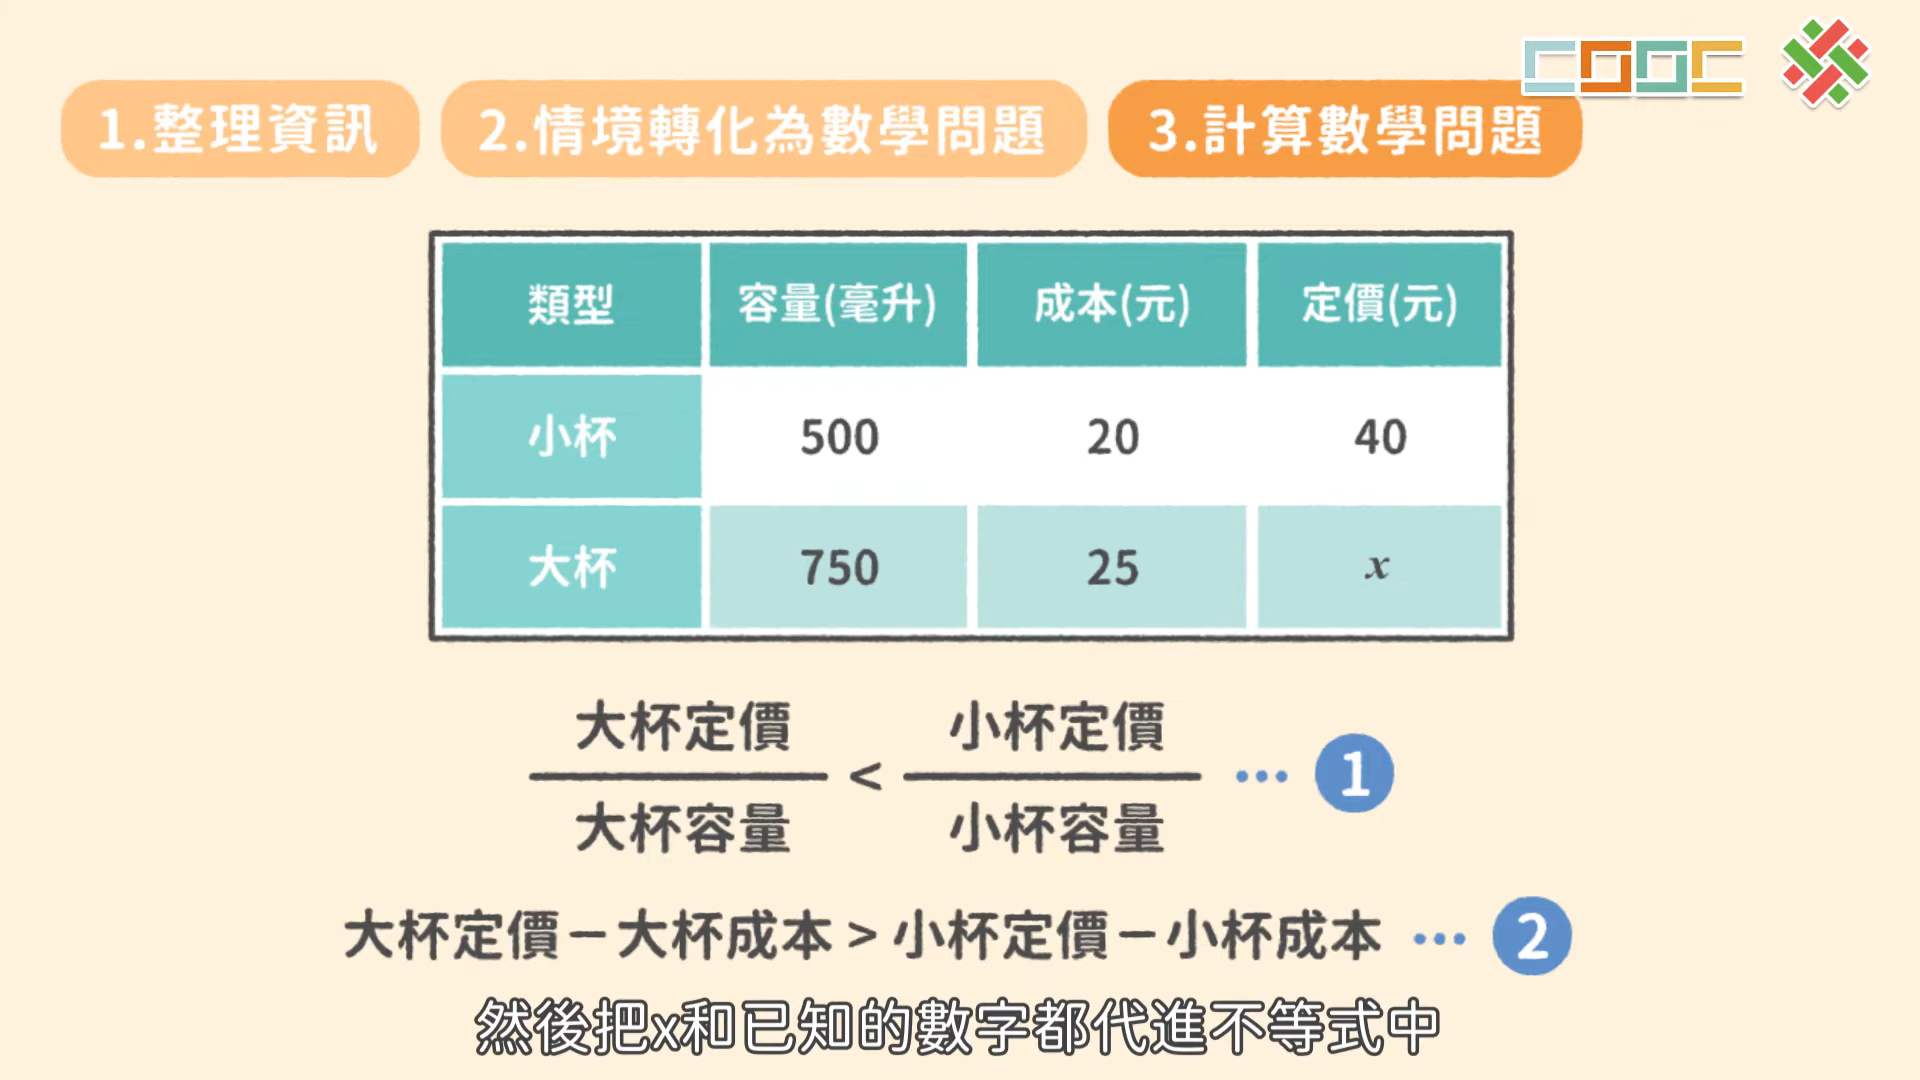 COOC
1.整理資訊 2.情境轉化為數學問題 3.計算數學問題
類型 容量(毫升) 成本(元) 定價(元)
小杯 500 20 40
大杯 750 25 x
大杯定價 小杯定價
< ··· 1
大杯容量 小杯容量
大杯定價－大杯成本 > 小杯定價－小杯成本 ··· 2
然後把x和已知的數字都代進不等式中